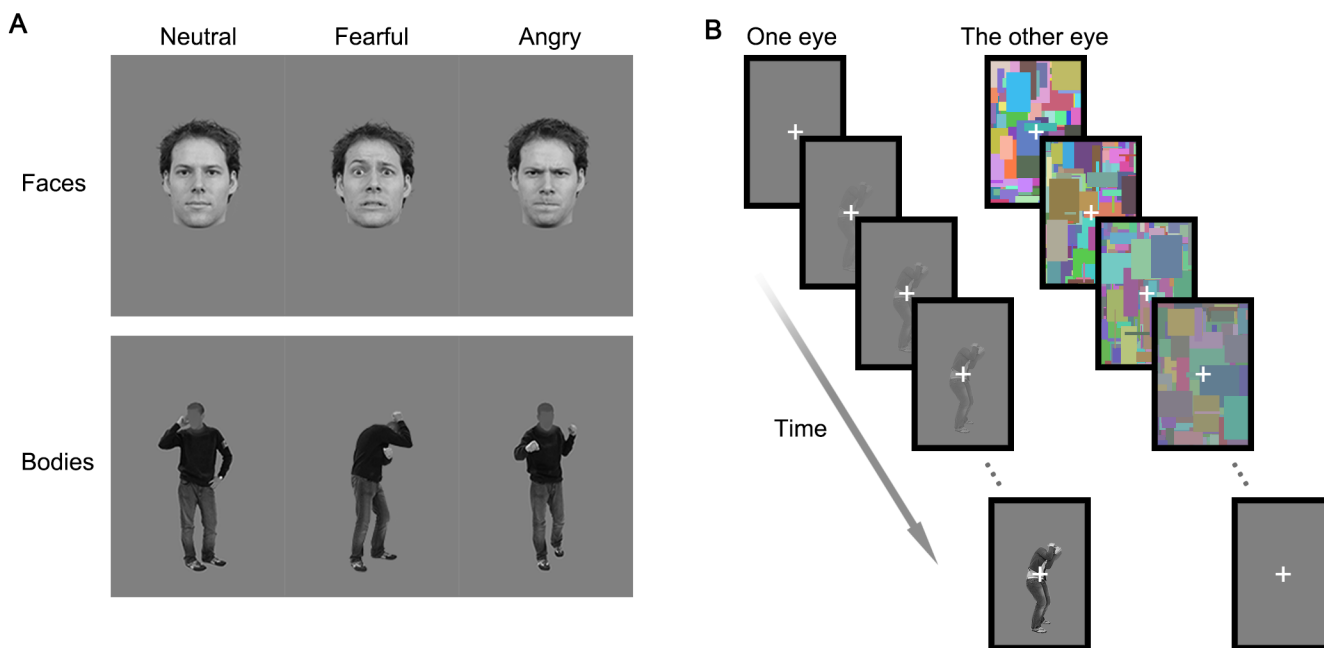 A
Neutral
Fearful
Angry
Faces
Bodies
B
One eye
The other eye
Time